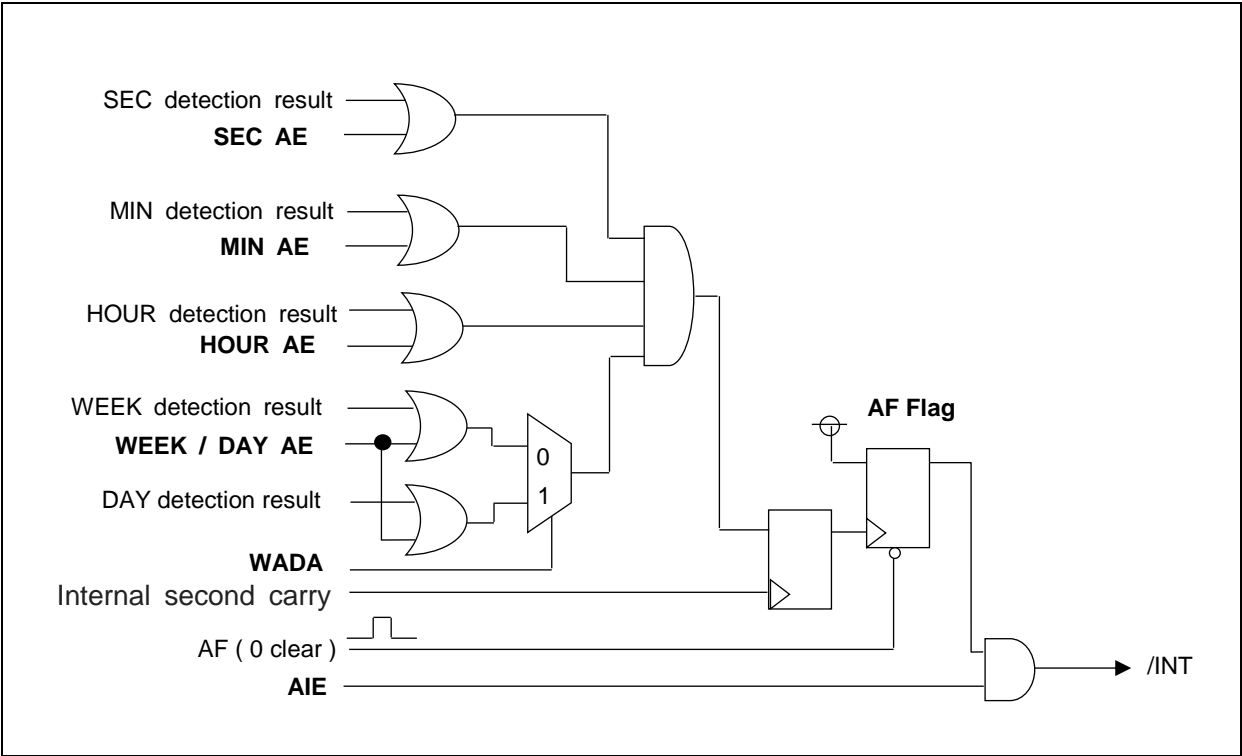 SEC detection result
SEC AE
MIN detection result
MIN AE
HOUR detection result
HOUR AE
WEEK detection result
WEEK / DAY AE
DAY detection result
0
1
WADA
Internal second carry
AF ( 0 clear )
AIE
AF Flag
/INT